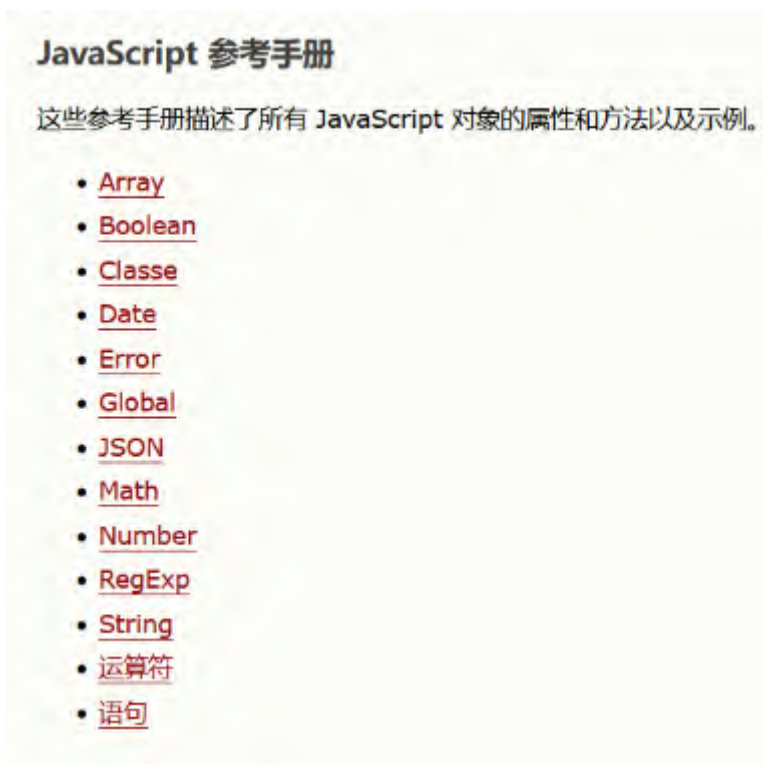 JavaScript 参考手册
这些参考手册描述了所有 JavaScript 对象的属性和方法以及示例。
• Array
• Boolean
• Classe
• Date
• Error
• Global
• JSON
• Math
• Number
• RegExp
• String
• 运算符
• 语句